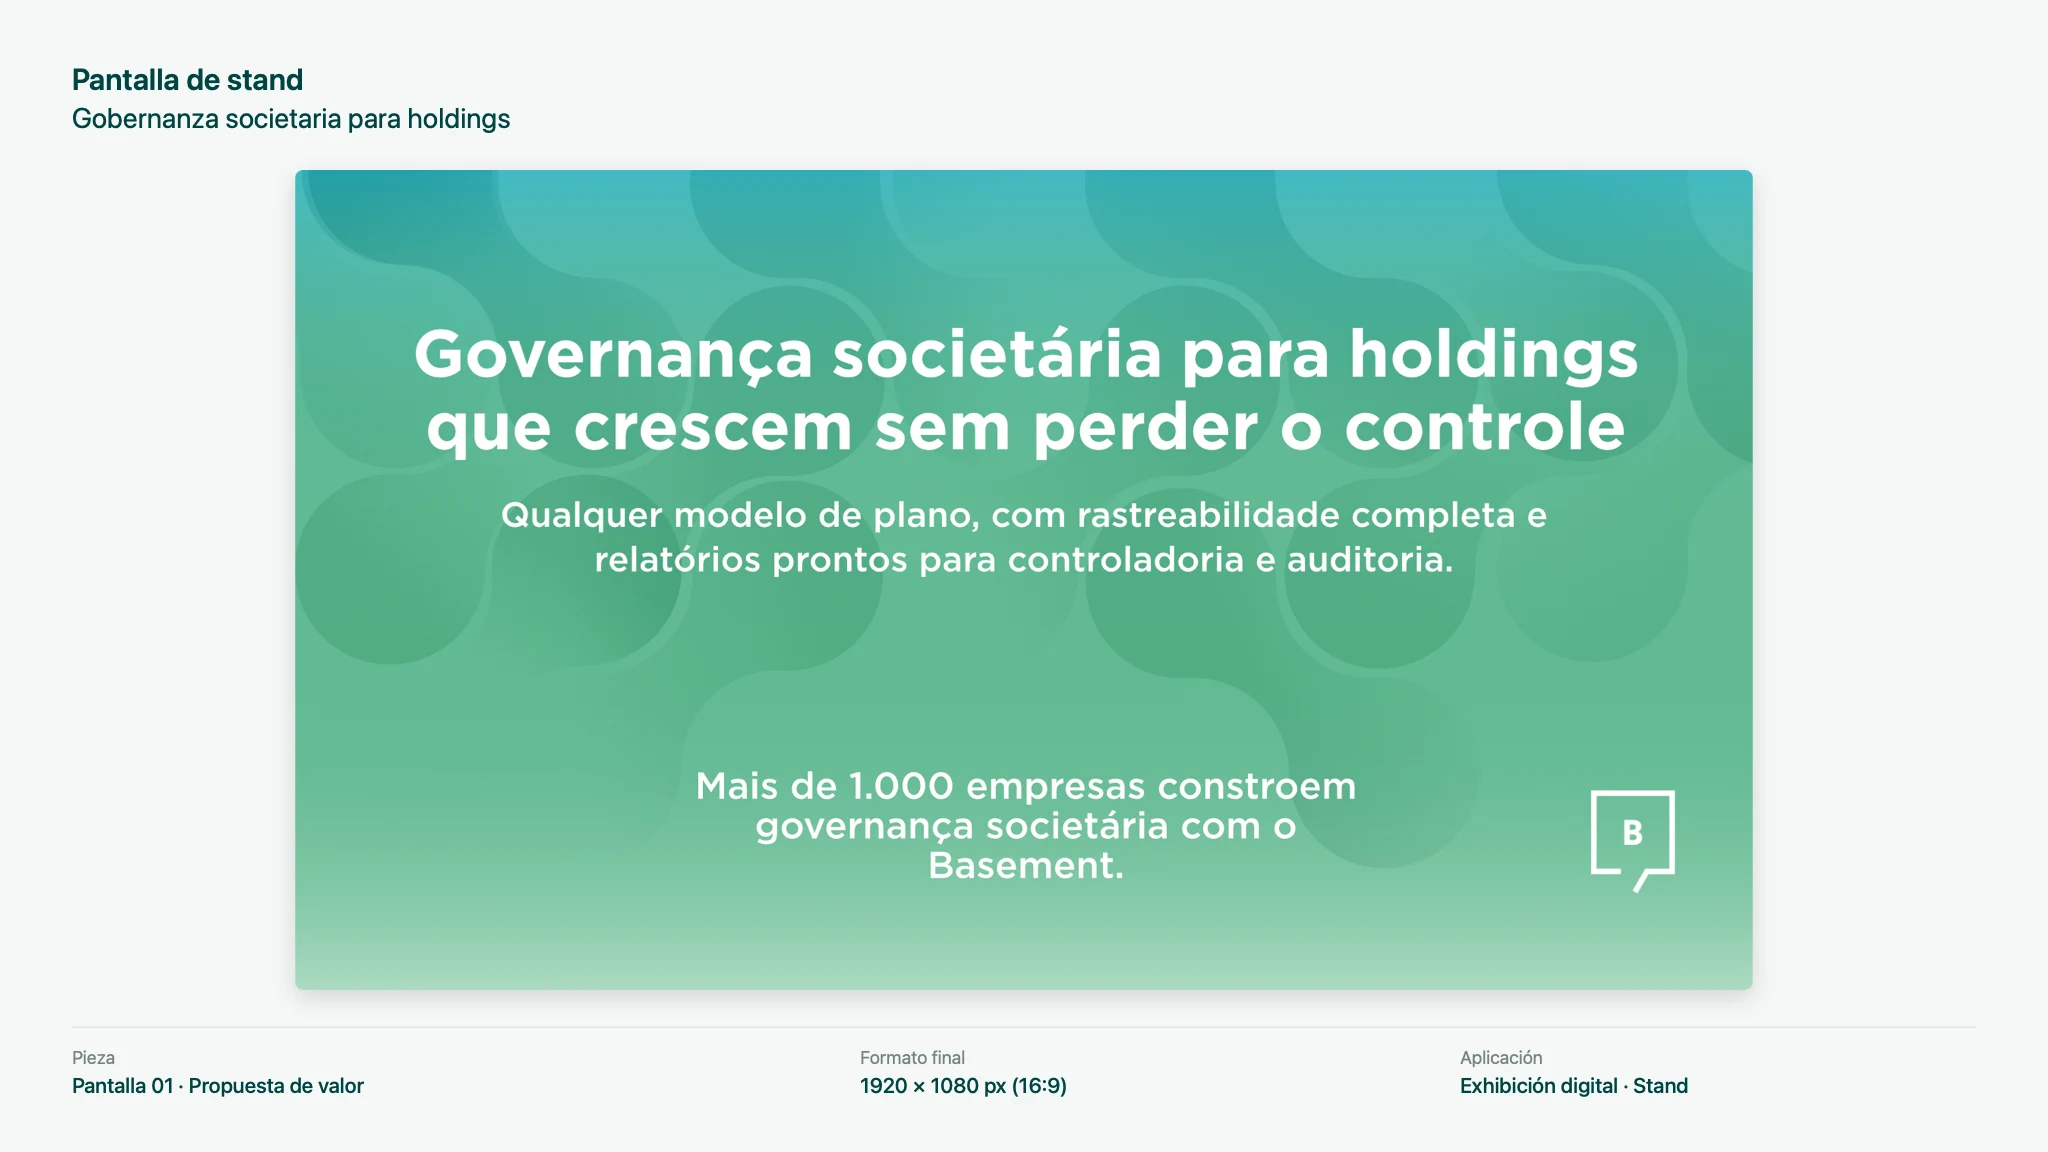 Pantalla de stand
Gobernanza societaria para holdings
Governança societária para holdings
que crescem sem perder o controle
Qualquer modelo de plano, com rastreabilidade completa e
relatórios prontos para controladoria e auditoria.
Mais de 1.000 empresas constroem
governança societária com o
Basement.
B
Pieza
Pantalla 01 · Propuesta de valor
Formato final
1920 × 1080 px (16:9)
Aplicación
Exhibición digital · Stand